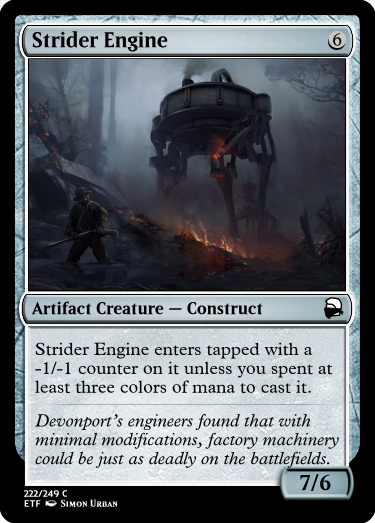 Strider Engine 6
Artifact Creature — Construct
Strider Engine enters tapped with a
-1/-1 counter on it unless you spent at
least three colors of mana to cast it.
Devonport's engineers found that with
minimal modifications, factory machinery
could be just as deadly on the battlefields.
7/6
222/249 C
ETF Simon Urban